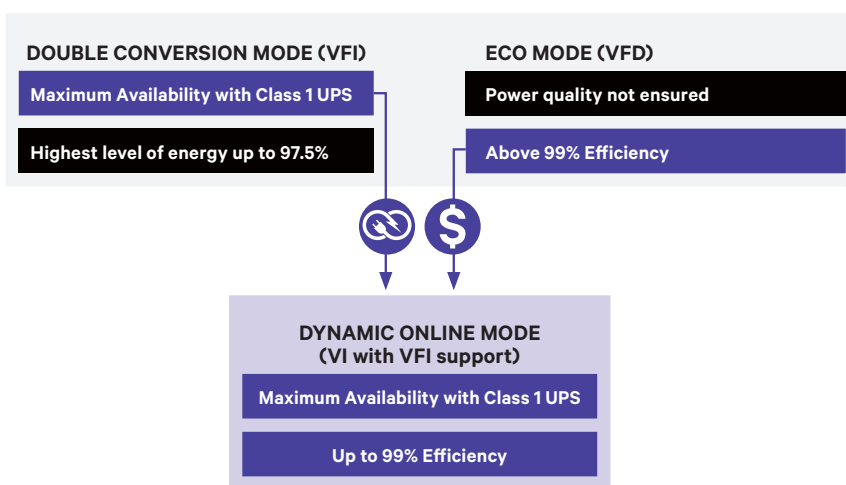 DOUBLE CONVERSION MODE (VFI)
Maximum Availability with Class 1 UPS
Highest level of energy up to 97.5%
ECO MODE (VFD)
Power quality not ensured
Above 99% Efficiency
$
DYNAMIC ONLINE MODE
(VI with VFI support)
Maximum Availability with Class 1 UPS
Up to 99% Efficiency